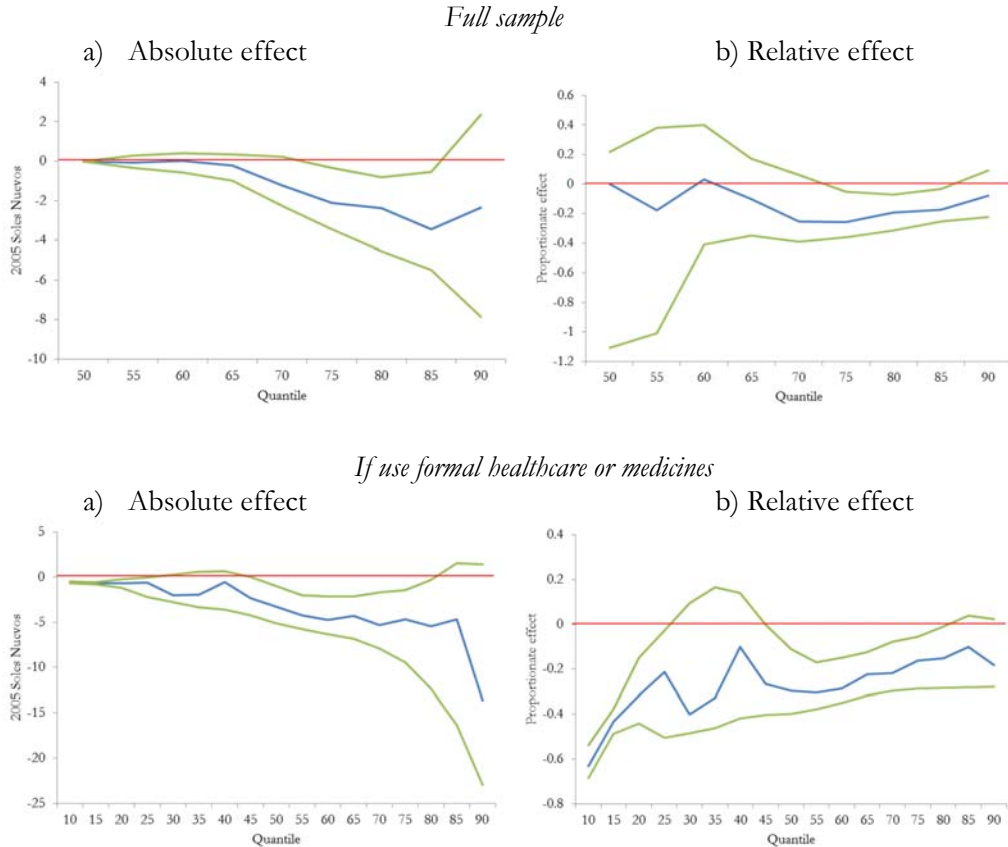 Full sample
a) Absolute effect
b) Relative effect
4
2
0
-2
-4
-6
-8
-10
2005 Soles Nuevos
50 55 60 65 70 75 80 85 90
Quantile
0.6
0.4
0.2
0
-0.2
-0.4
-0.6
-0.8
-1
-1.2
Proportionate effect
50 55 60 65 70 75 80 85 90
Quantile
If use formal healthcare or medicines
a) Absolute effect
b) Relative effect
5
0
-5
-10
-15
-20
-25
2005 Soles Nuevos
10 15 20 25 30 35 40 45 50 55 60 65 70 75 80 85 90
Quantile
0.4
0.2
0
-0.2
-0.4
-0.6
-0.8
Proportionate effect
10 15 20 25 30 35 40 45 50 55 60 65 70 75 80 85 90
Quantile